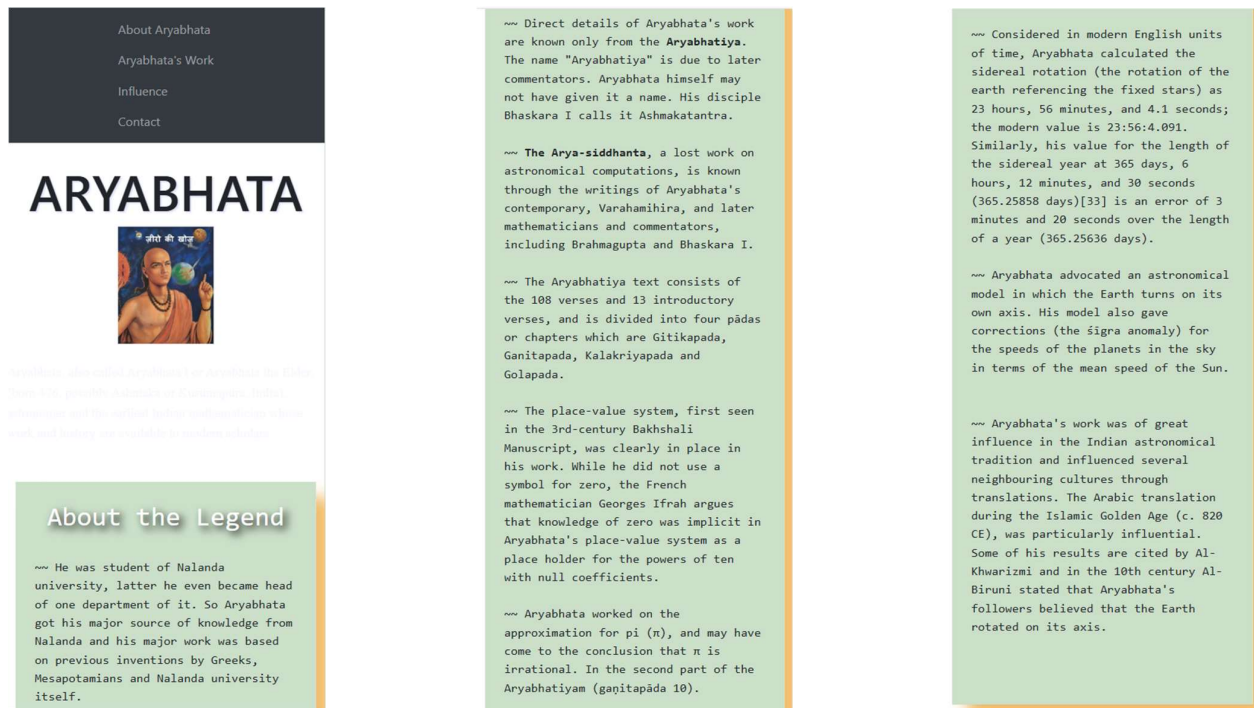 About Aryabhata
Aryabhata's Work
Influence
Contact
ARYABHATA
ज़ीरो की खोज
About the Legend
~~ He was student of Nalanda
university, latter he even became head
of one department of it. So Aryabhata
got his major source of knowledge from
Nalanda and his major work was based
on previous inventions by Greeks,
Mesapotamians and Nalanda university
itself.
~~ Direct details of Aryabhata's work
are known only from the Aryabhatiya.
The name "Aryabhatiya" is due to later
commentators. Aryabhata himself may
not have given it a name. His disciple
Bhaskara I calls it Ashmakatantra.
~~ The Arya-siddhanta, a lost work on
astronomical computations, is known
through the writings of Aryabhata's
contemporary, Varahamihira, and later
mathematicians and commentators,
including Brahmagupta and Bhaskara I.
~~ The Aryabhatiya text consists of
the 108 verses and 13 introductory
verses, and is divided into four pādas
or chapters which are Gitikapada,
Ganitapada, Kalakriyapada and
Golapada.
~~ The place-value system, first seen
in the 3rd-century Bakhshali
Manuscript, was clearly in place in
his work. While he did not use a
symbol for zero, the French
mathematician Georges Ifrah argues
that knowledge of zero was implicit in
Aryabhata's place-value system as a
place holder for the powers of ten
with null coefficients.
~~ Aryabhata worked on the
approximation for pi (π), and may have
come to the conclusion that π is
irrational. In the second part of the
Aryabhatiyam (gaṇitapāda 10).
~~ Considered in modern English units
of time, Aryabhata calculated the
sidereal rotation (the rotation of the
earth referencing the fixed stars) as
23 hours, 56 minutes, and 4.1 seconds;
the modern value is 23:56:4.091.
Similarly, his value for the length of
the sidereal year at 365 days, 6
hours, 12 minutes, and 30 seconds
(365.25858 days)[33] is an error of 3
minutes and 20 seconds over the length
of a year (365.25636 days).
~~ Aryabhata advocated an astronomical
model in which the Earth turns on its
own axis. His model also gave
corrections (the śīgra anomaly) for
the speeds of the planets in the sky
in terms of the mean speed of the Sun.
~~ Aryabhata's work was of great
influence in the Indian astronomical
tradition and influenced several
neighbouring cultures through
translations. The Arabic translation
during the Islamic Golden Age (c. 820
CE), was particularly influential.
Some of his results are cited by Al-
Khwarizmi and in the 10th century Al-
Biruni stated that Aryabhata's
followers believed that the Earth
rotated on its axis.